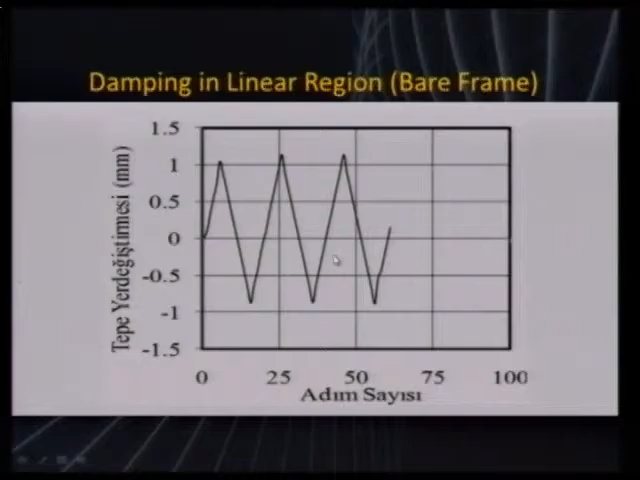 Damping in Linear Region (Bare Frame)
Tepe Yerdeğiştirmesi (mm)
1.5
1
0.5
0
-0.5
-1
-1.5
0 25 50 75 100
Adım Sayısı